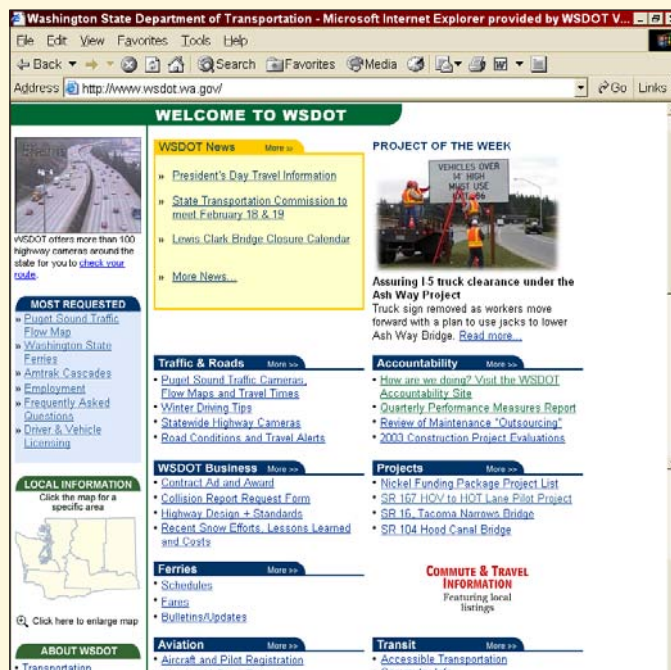 Washington State Department of Transportation - Microsoft Internet Explorer provided by WSDOT V...
File Edit View Favorites Tools Help
Back Search Favorites Media
Address http://www.wsdot.wa.gov/ Go Links
WELCOME TO WSDOT
WSDOT offers more than 100
highway cameras around the
state for you to check your
route.
MOST REQUESTED
» Puget Sound Traffic
Flow Map
» Washington State
Ferries
» Amtrak Cascades
» Employment
» Frequently Asked
Questions
» Driver & Vehicle
Licensing
LOCAL INFORMATION
Click the map for a
specific area
Click here to enlarge map
ABOUT WSDOT
• Transportation
WSDOT News More »
» President's Day Travel Information
» State Transportation Commission to
meet February 18 & 19
» Lewis Clark Bridge Closure Calendar
» More News...
PROJECT OF THE WEEK
VEHICLES OVER
14' HIGH
MUST USE
Assuring I-5 truck clearance under the
Ash Way Project
Truck sign removed as workers move
forward with a plan to use jacks to lower
Ash Way Bridge. Read more...
Traffic & Roads More >>
• Puget Sound Traffic Cameras,
Flow Maps and Travel Times
• Winter Driving Tips
• Statewide Highway Cameras
• Road Conditions and Travel Alerts
Accountability More >>
• How are we doing? Visit the WSDOT
Accountability Site
• Quarterly Performance Measures Report
• Review of Maintenance "Outsourcing"
• 2003 Construction Project Evaluations
WSDOT Business More >>
• Contract Ad and Award
• Collision Report Request Form
• Highway Design + Standards
• Recent Snow Efforts, Lessons Learned
and Costs
Projects More >>
• Nickel Funding Package Project List
• SR 167 HOV to HOT Lane Pilot Project
• SR 16, Tacoma Narrows Bridge
• SR 104 Hood Canal Bridge
Ferries More >>
• Schedules
• Fares
• Bulletins/Updates
COMMUTE & TRAVEL
INFORMATION
Featuring local
listings
Aviation More >>
• Aircraft and Pilot Registration
Transit More >>
• Accessible Transportation